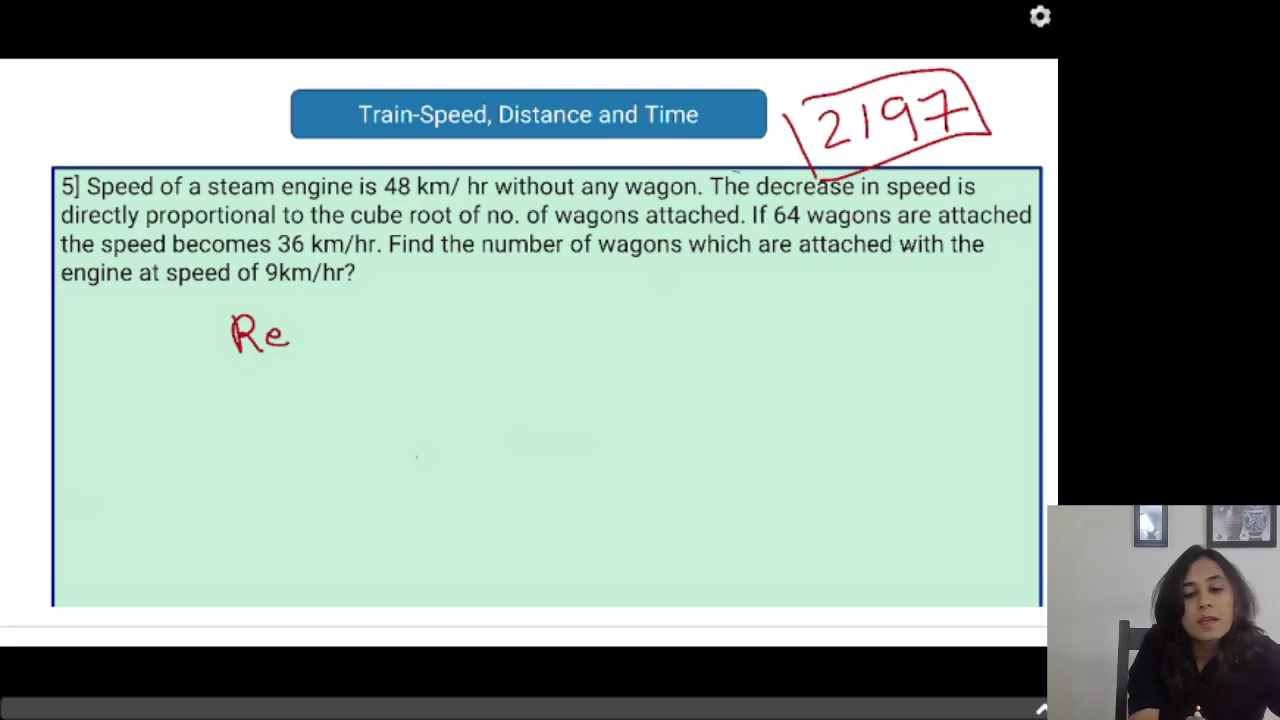 Train-Speed, Distance and Time
2197
5] Speed of a steam engine is 48 km/ hr without any wagon. The decrease in speed is
directly proportional to the cube root of no. of wagons attached. If 64 wagons are attached
the speed becomes 36 km/hr. Find the number of wagons which are attached with the
engine at speed of 9km/hr?
Re